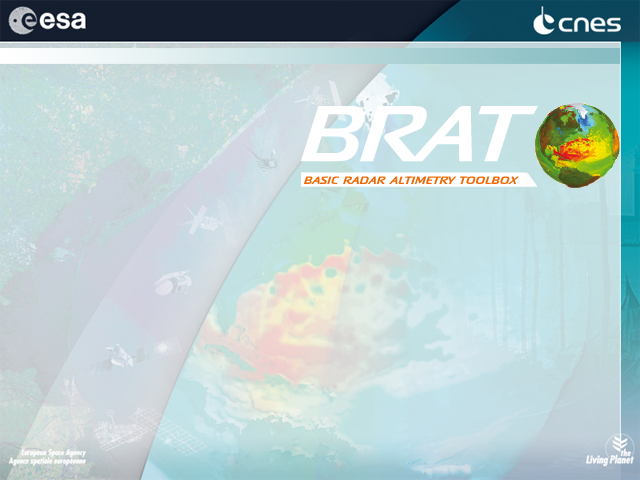 esa
cnes
BRAT
BASIC RADAR ALTIMETRY TOOLBOX
European Space Agency
Agence spatiale européenne
the
Living Planet